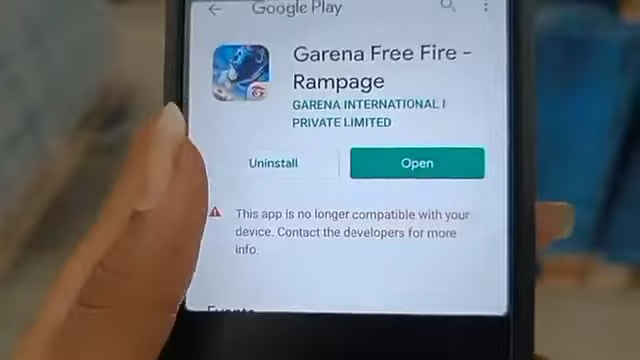 Google Play
Garena Free Fire -
Rampage
GARENA INTERNATIONAL I
PRIVATE LIMITED
Uninstall
Open
This app is no longer compatible with your
device. Contact the developers for more
info.
Events